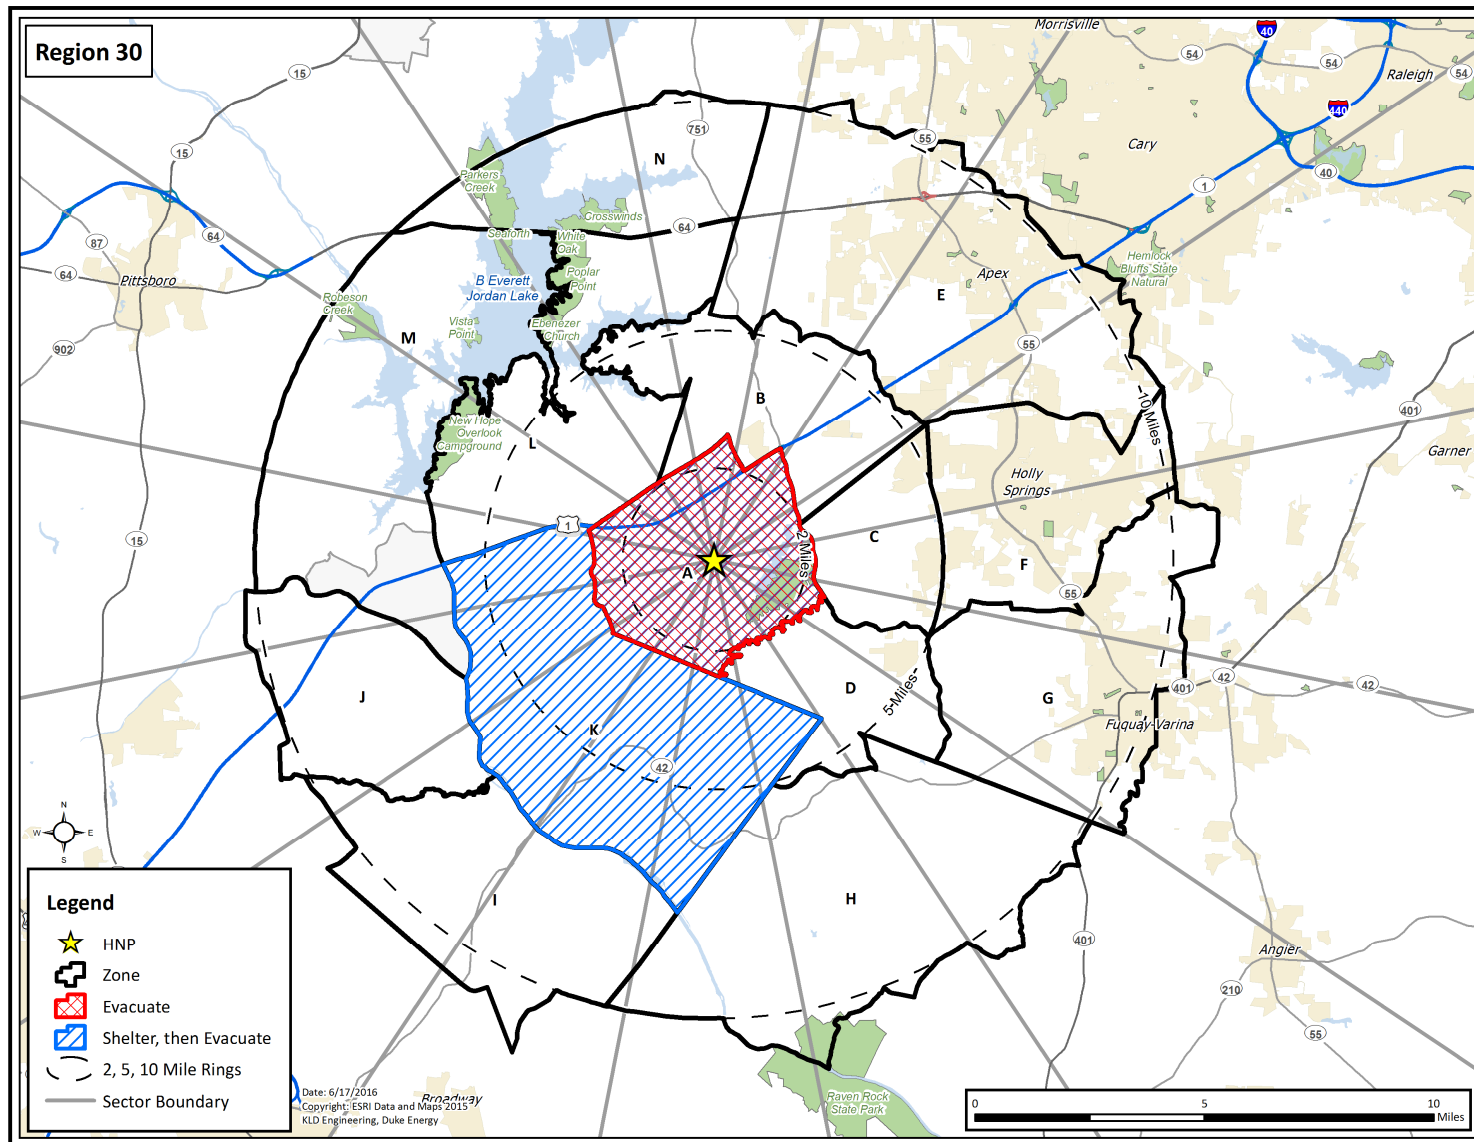 Region 30
Morrisville
40
54
54
54
Raleigh
440
15
751
55
Cary
15
N
Parkers
Creek
1
40
Crosswinds
64
Seaforth
White
Oak
87
64
64
Pittsboro
B Everett
Jordan Lake
Poplar
Point
Apex
E
Hemlock
Bluffs State
Natural
Robeson
Creek
Vista
Point
Ebenezer
Church
M
55
902
B
10 Miles
401
New Hope
Overlook
Campground
L
Garner
Holly
Springs
1
15
C
2 Miles
A
F
55
J
D
5-Miles
G
401
42
42
Fuquay-Varina
K
42
N
W
E
S
I
H
401
Angier
210
55
Legend
HNP
Zone
Evacuate
Shelter, then Evacuate
2, 5, 10 Mile Rings
Sector Boundary
Date: 6/17/2016
Copyright: ESRI Data and Maps 2015
KLD Engineering, Duke Energy
Broadway
Raven Rock
State Park
0
5
10
Miles